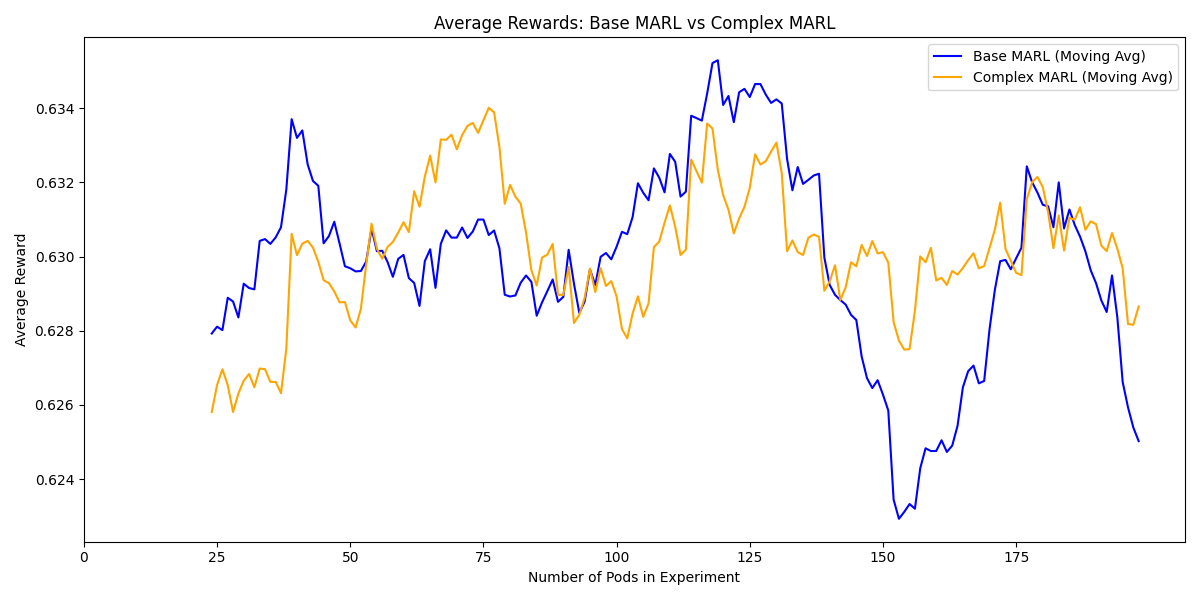 Average Rewards: Base MARL vs Complex MARL
Base MARL (Moving Avg)
Complex MARL (Moving Avg)
Average Reward
0.634
0.632
0.630
0.628
0.626
0.624
0 25 50 75 100 125 150 175
Number of Pods in Experiment